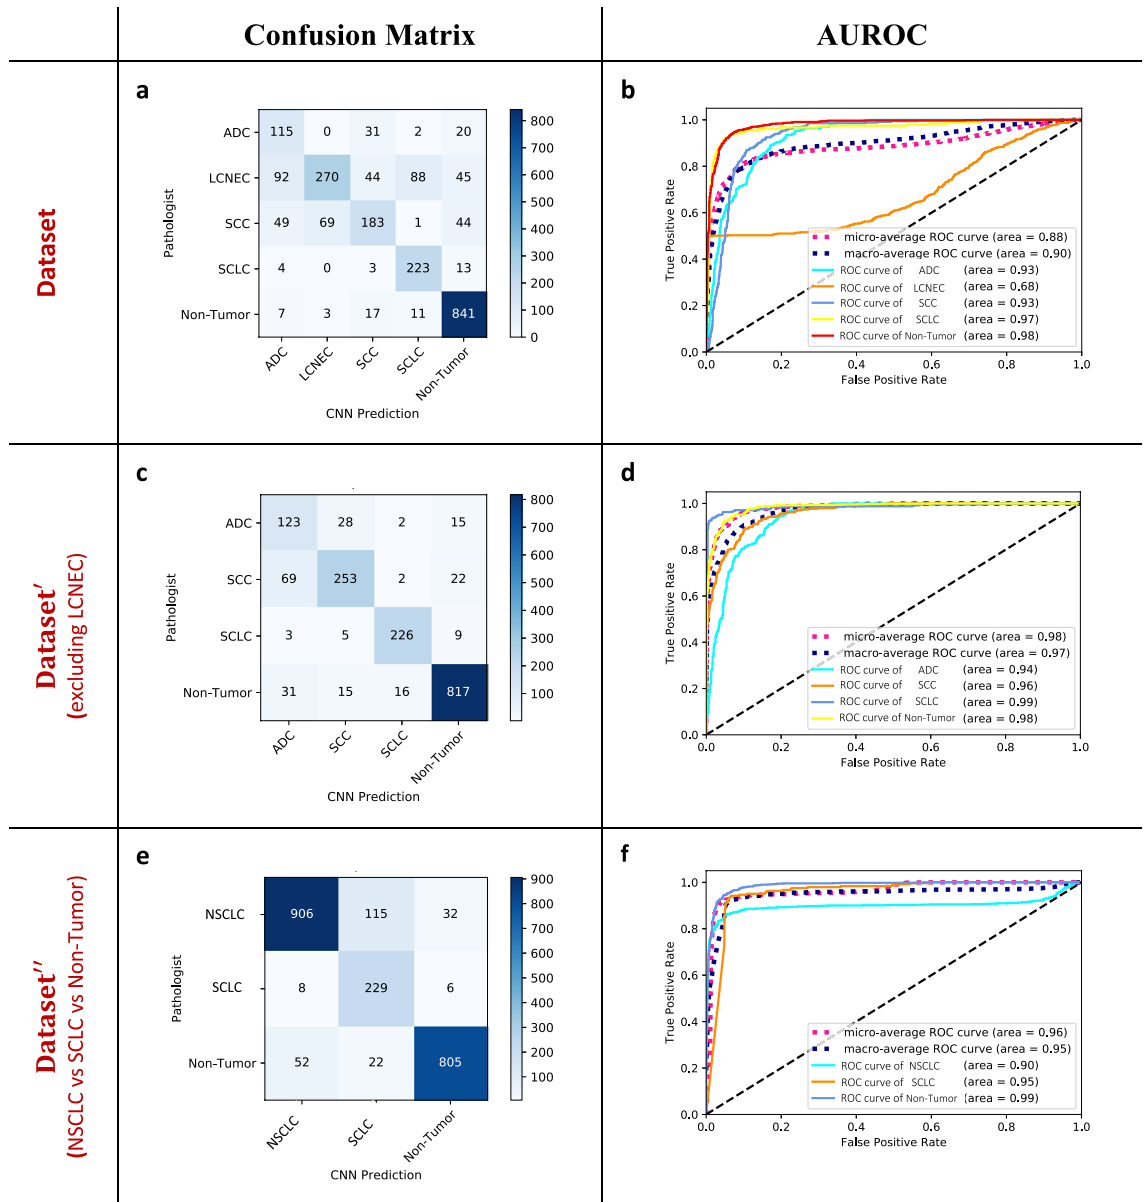 Confusion Matrix
AUROC
Dataset
a
Pathologist
ADC 115 0 31 2 20
LCNEC 92 270 44 88 45
SCC 49 69 183 1 44
SCLC 4 0 3 223 13
Non-Tumor 7 3 17 11 841
ADC LCNEC SCC SCLC Non-Tumor
CNN Prediction
800
700
600
500
400
300
200
100
0
b
True Positive Rate
1.0
0.8
0.6
0.4
0.2
0.0
0.0 0.2 0.4 0.6 0.8 1.0
False Positive Rate
micro-average ROC curve (area = 0.88)
macro-average ROC curve (area = 0.90)
ROC curve of ADC (area = 0.93)
ROC curve of LCNEC (area = 0.68)
ROC curve of SCC (area = 0.93)
ROC curve of SCLC (area = 0.97)
ROC curve of Non-Tumor (area = 0.98)
Dataset′
(excluding LCNEC)
c
Pathologist
ADC 123 28 2 15
SCC 69 253 2 22
SCLC 3 5 226 9
Non-Tumor 31 15 16 817
ADC SCC SCLC Non-Tumor
CNN Prediction
800
700
600
500
400
300
200
100
d
True Positive Rate
1.0
0.8
0.6
0.4
0.2
0.0
0.0 0.2 0.4 0.6 0.8 1.0
False Positive Rate
micro-average ROC curve (area = 0.98)
macro-average ROC curve (area = 0.97)
ROC curve of ADC (area = 0.94)
ROC curve of SCC (area = 0.96)
ROC curve of SCLC (area = 0.99)
ROC curve of Non-Tumor (area = 0.98)
Dataset′′
(NSCLC vs SCLC vs Non-Tumor)
e
Pathologist
NSCLC 906 115 32
SCLC 8 229 6
Non-Tumor 52 22 805
NSCLC SCLC Non-Tumor
CNN Prediction
900
800
700
600
500
400
300
200
100
f
True Positive Rate
1.0
0.8
0.6
0.4
0.2
0.0
0.0 0.2 0.4 0.6 0.8 1.0
False Positive Rate
micro-average ROC curve (area = 0.96)
macro-average ROC curve (area = 0.95)
ROC curve of NSCLC (area = 0.90)
ROC curve of SCLC (area = 0.95)
ROC curve of Non-Tumor (area = 0.99)